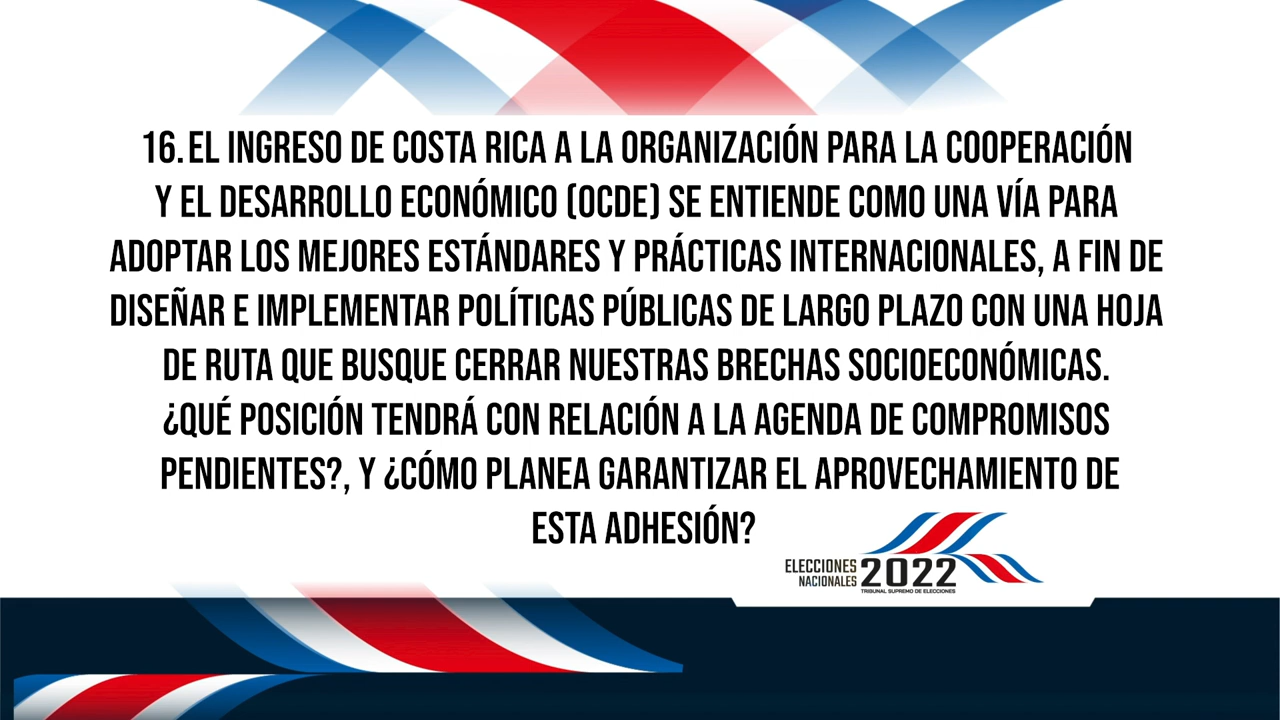 16. EL INGRESO DE COSTA RICA A LA ORGANIZACIÓN PARA LA COOPERACIÓN
Y EL DESARROLLO ECONÓMICO (OCDE) SE ENTIENDE COMO UNA VÍA PARA
ADOPTAR LOS MEJORES ESTÁNDARES Y PRÁCTICAS INTERNACIONALES, A FIN DE
DISEÑAR E IMPLEMENTAR POLÍTICAS PÚBLICAS DE LARGO PLAZO CON UNA HOJA
DE RUTA QUE BUSQUE CERRAR NUESTRAS BRECHAS SOCIOECONÓMICAS.
¿QUÉ POSICIÓN TENDRÁ CON RELACIÓN A LA AGENDA DE COMPROMISOS
PENDIENTES?, Y ¿CÓMO PLANEA GARANTIZAR EL APROVECHAMIENTO DE
ESTA ADHESIÓN?
ELECCIONES
NACIONALES
2022
TRIBUNAL SUPREMO DE ELECCIONES